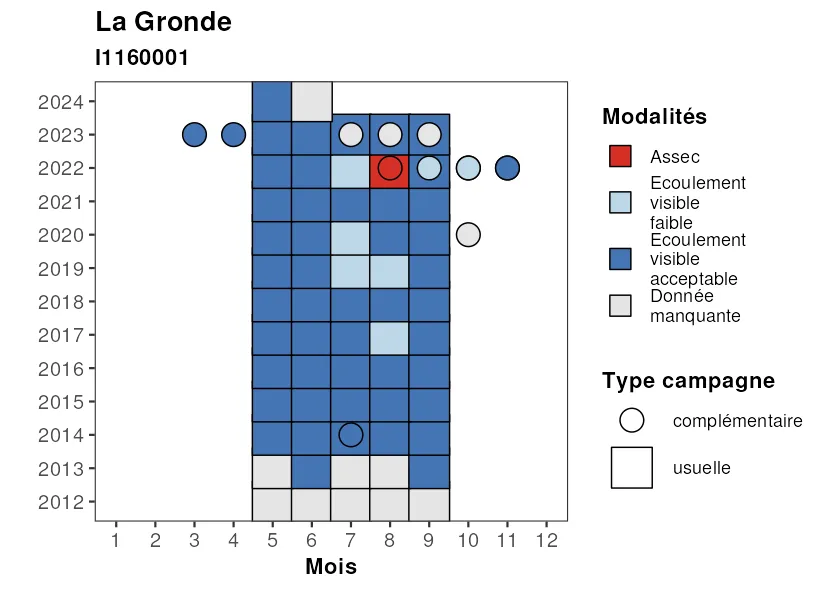 La Gronde
I1160001
2024
2023
2022
2021
2020
2019
2018
2017
2016
2015
2014
2013
2012
1 2 3 4 5 6 7 8 9 10 11 12
Mois
Modalités
Assec
Ecoulement
visible
faible
Ecoulement
visible
acceptable
Donnée
manquante
Type campagne
complémentaire
usuelle